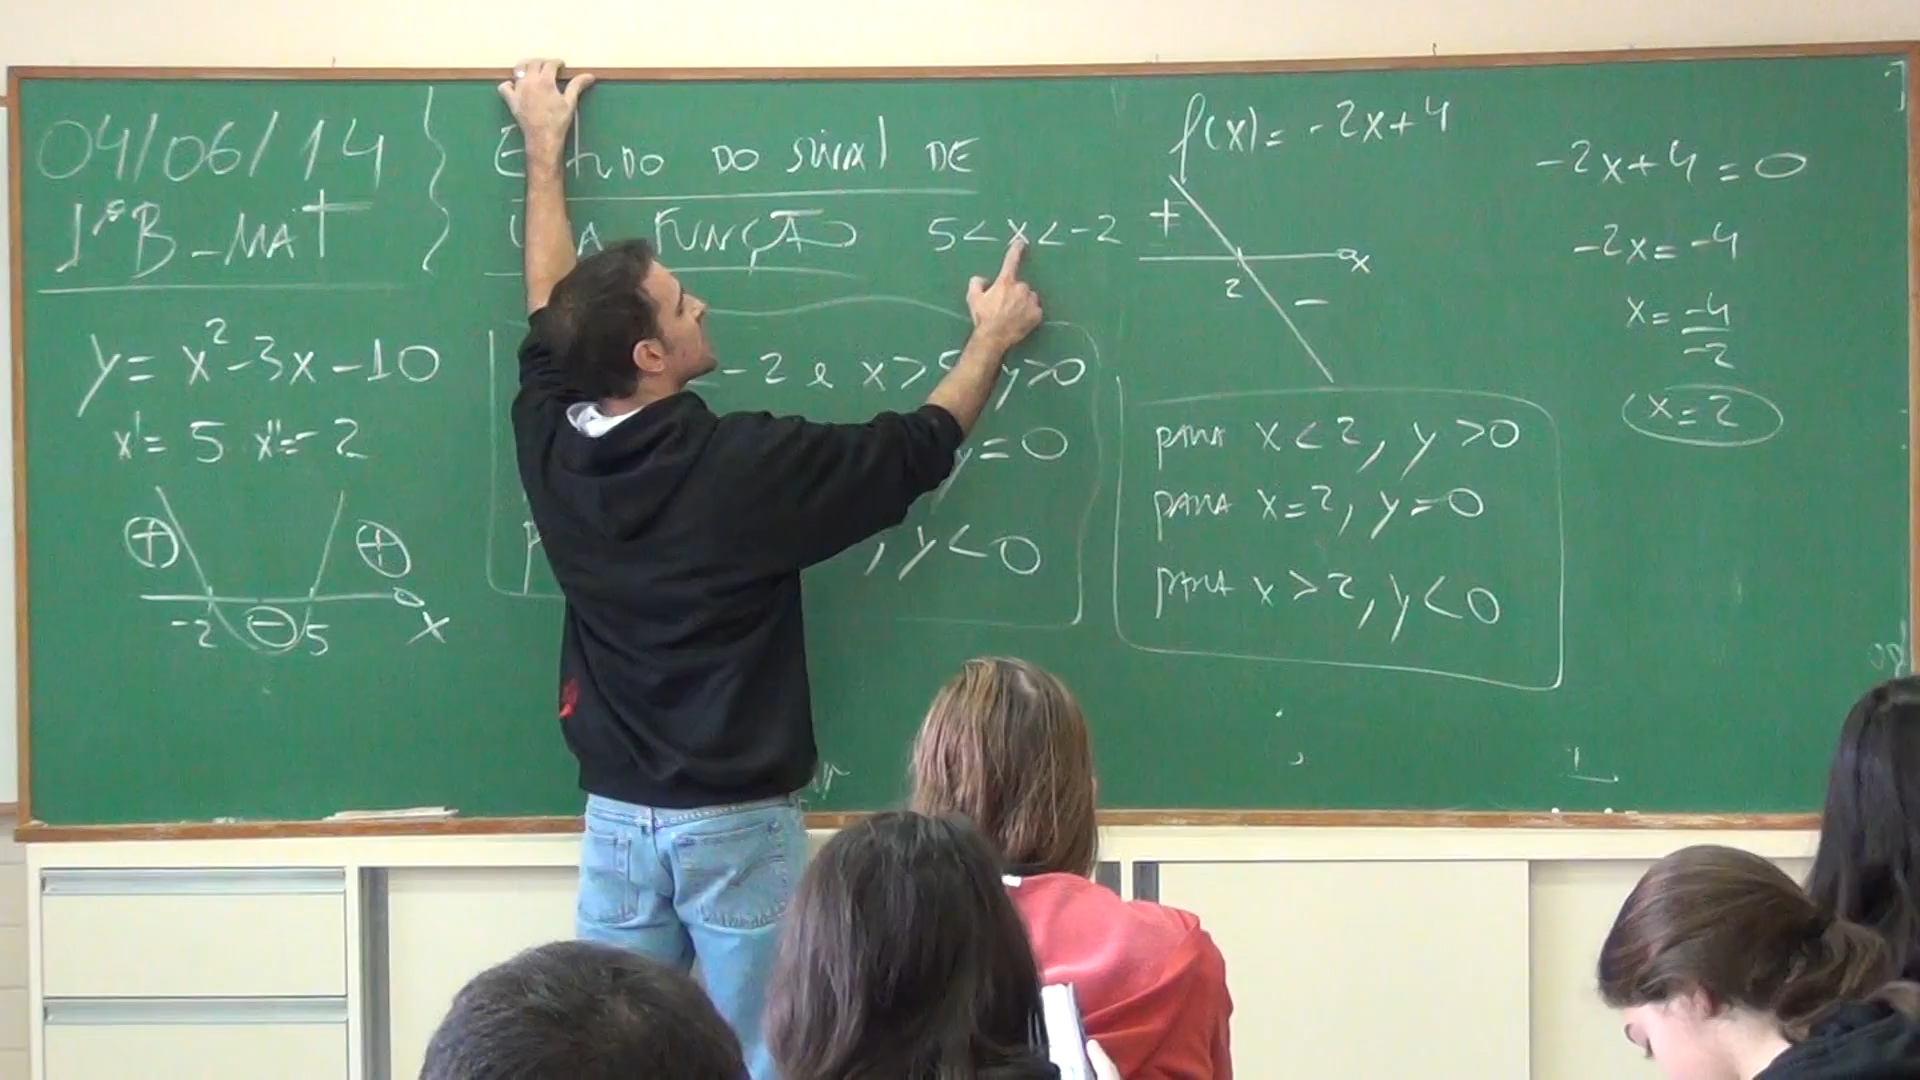 04/06/14
1ºB - MAT
DO SINAL DE
FUNÇÃO
5 < x < -2
y = x² - 3x - 10
x' = 5 x'' = -2
+ +
-2 - 5 x
-2 e x > 5 y > 0
y = 0
, y < 0
f(x) = -2x + 4
+
2 -
x
para x < 2, y > 0
para x = 2, y = 0
para x > 2, y < 0
-2x + 4 = 0
-2x = -4
x = -4
-2
x = 2